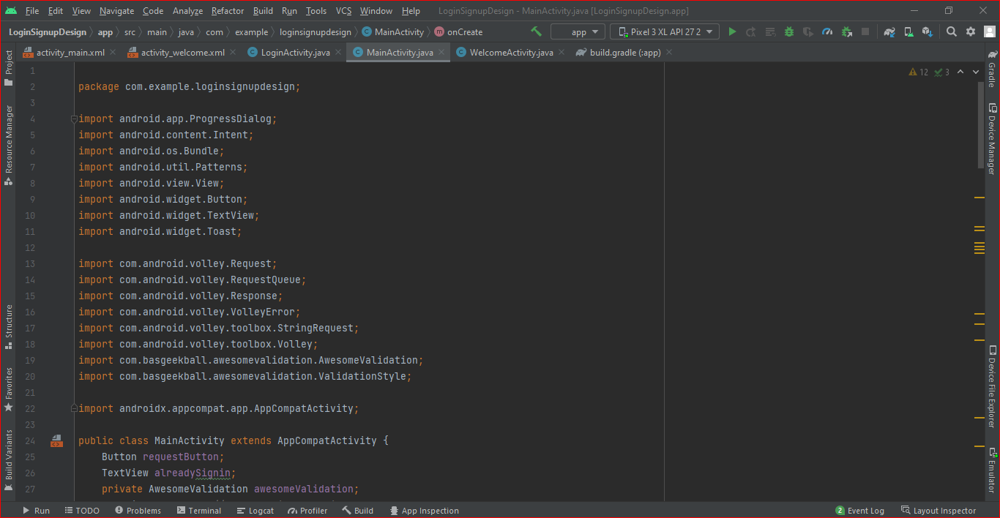 File Edit View Navigate Code Analyze Refactor Build Run Tools VCS Window Help LoginSignupDesign - MainActivity.java [LoginSignupDesign.app]
LoginSignupDesign app src main java com example loginsignupdesign MainActivity onCreate app Pixel 3 XL API 27 2
activity_main.xml activity_welcome.xml LoginActivity.java MainActivity.java WelcomeActivity.java build.gradle (:app)
12 3
1
2 package com.example.loginsignupdesign;
3
4 import android.app.ProgressDialog;
5 import android.content.Intent;
6 import android.os.Bundle;
7 import android.util.Patterns;
8 import android.view.View;
9 import android.widget.Button;
10 import android.widget.TextView;
11 import android.widget.Toast;
12
13 import com.android.volley.Request;
14 import com.android.volley.RequestQueue;
15 import com.android.volley.Response;
16 import com.android.volley.VolleyError;
17 import com.android.volley.toolbox.StringRequest;
18 import com.android.volley.toolbox.Volley;
19 import com.basgeekball.awesomevalidation.AwesomeValidation;
20 import com.basgeekball.awesomevalidation.ValidationStyle;
21
22 import androidx.appcompat.app.AppCompatActivity;
23
24 public class MainActivity extends AppCompatActivity {
25 Button requestButton;
26 TextView alreadySignin;
27 private AwesomeValidation awesomeValidation;
Project
Resource Manager
Structure
Favorites
Build Variants
Gradle
Device Manager
Device File Explorer
Emulator
Run TODO Problems Terminal Logcat Profiler Build App Inspection 2 Event Log Layout Inspector